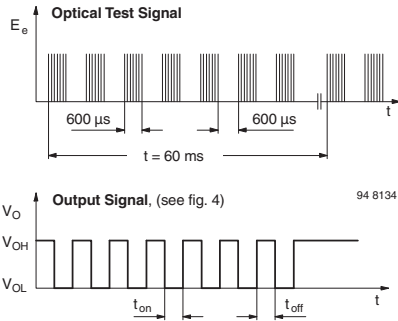 Optical Test Signal
Ee
t
600 µs
600 µs
t = 60 ms
Output Signal, (see fig. 4)
94 8134
VO
VOH
VOL
ton
toff
t